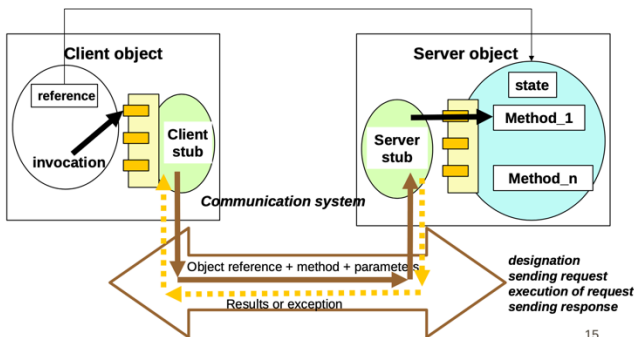 Client object
Server object
reference
state
Method_1
Client
stub
Server
stub
invocation
Method_n
Communication system
Object reference + method + parameters
Results or exception
designation
sending request
execution of request
sending response
15